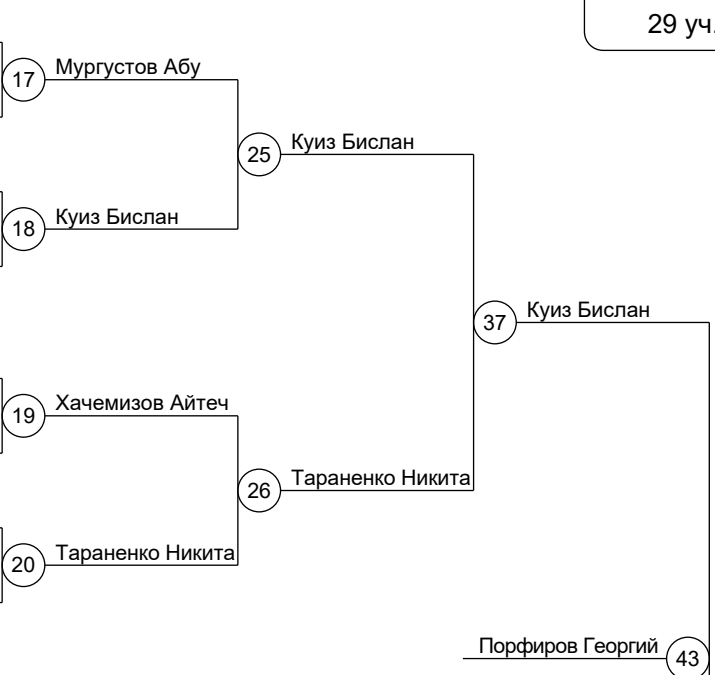 29 уч.
17 Мургустов Абу
25 Куиз Бислан
18 Куиз Бислан
37 Куиз Бислан
19 Хачемизов Айтеч
26 Тараненко Никита
20 Тараненко Никита
Порфиров Георгий 43